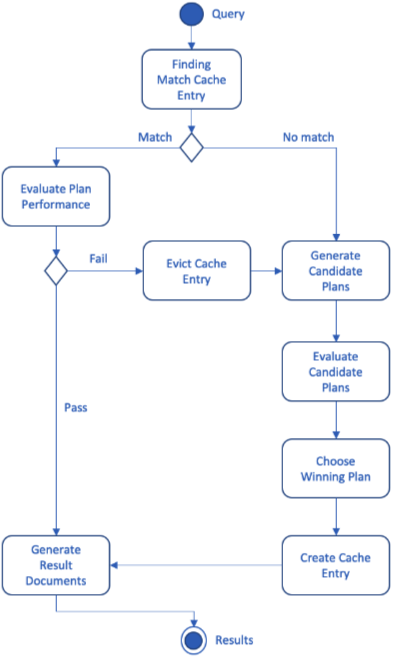 Query
Finding
Match Cache
Entry
Match
No match
Evaluate Plan
Performance
Fail
Evict Cache
Entry
Generate
Candidate
Plans
Evaluate
Candidate
Plans
Pass
Choose
Winning Plan
Generate
Result
Documents
Create Cache
Entry
Results